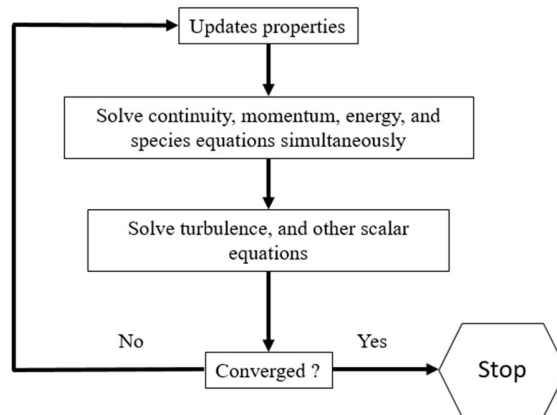 Updates properties
Solve continuity, momentum, energy, and
species equations simultaneously
Solve turbulence, and other scalar
equations
No
Yes
Converged ?
Stop